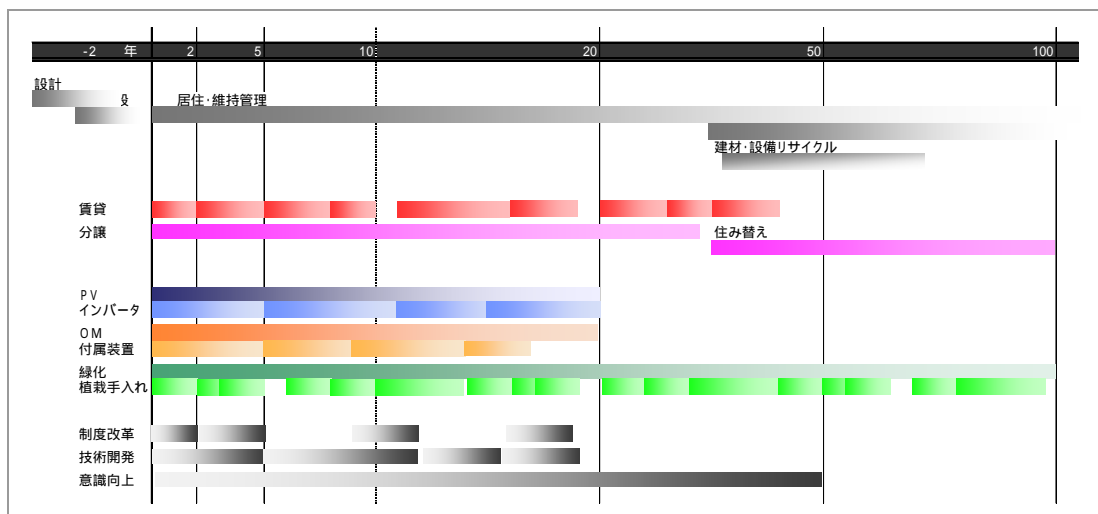 -2 年 2 5 10 20 50 100
設計
設 居住･維持管理
建材･設備リサイクル
賃貸
分譲 住み替え
PV
インバータ
OM
付属装置
緑化
植栽手入れ
制度改革
技術開発
意識向上